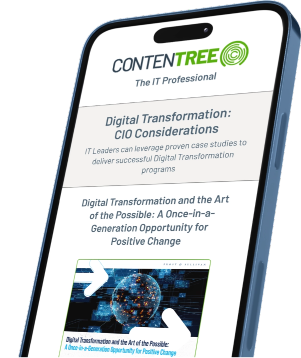 CONTENTREE
The IT Professional
Digital Transformation:
CIO Considerations
IT Leaders can leverage proven case studies to
deliver successful Digital Transformation
programs
Digital Transformation and the Art
of the Possible: A Once-in-a-
Generation Opportunity for
Positive Change
FROST & SULLIVAN
Digital Transformation and the Art of the Possible:
A Once-in-a-Generation Opportunity for Positive Change